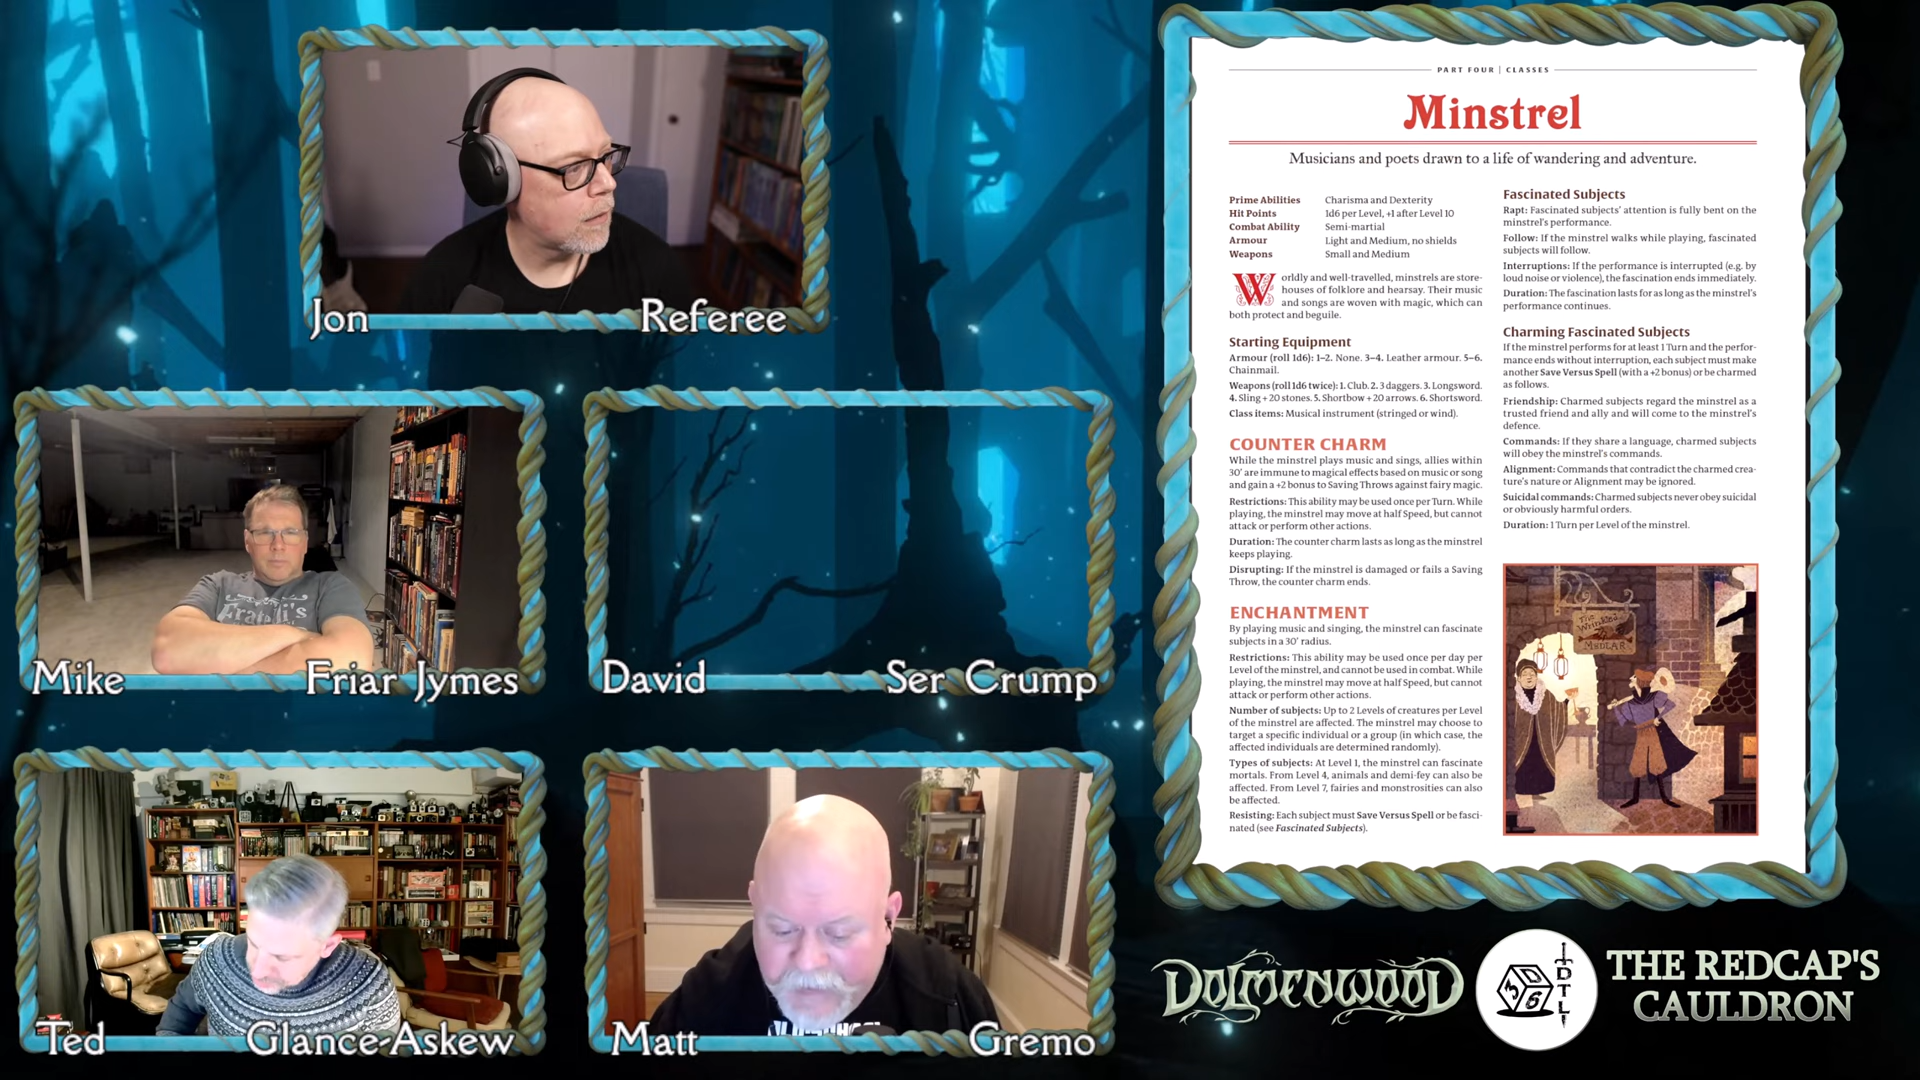 Jon Referee
Mike Friar Jymes
David Ser Crump
Ted Glance-Askew
Matt Gremo
Fratelli's
PART FOUR | CLASSES
Minstrel
Musicians and poets drawn to a life of wandering and adventure.
Prime Abilities Charisma and Dexterity
Hit Points 1d6 per Level, +1 after Level 10
Combat Ability Semi-martial
Armour Light and Medium, no shields
Weapons Small and Medium
Worldly and well-travelled, minstrels are store-
houses of folklore and hearsay. Their music
and songs are woven with magic, which can
both protect and beguile.
Starting Equipment
Armour (roll 1d6): 1–2. None. 3–4. Leather armour. 5–6.
Chainmail.
Weapons (roll 1d6 twice): 1. Club. 2. 3 daggers. 3. Longsword.
4. Sling + 20 stones. 5. Shortbow + 20 arrows. 6. Shortsword.
Class items: Musical instrument (stringed or wind).
COUNTER CHARM
While the minstrel plays music and sings, allies within
30′ are immune to magical effects based on music or song
and gain a +2 bonus to Saving Throws against fairy magic.
Restrictions: This ability may be used once per Turn. While
playing, the minstrel may move at half Speed, but cannot
attack or perform other actions.
Duration: The counter charm lasts as long as the minstrel
keeps playing.
Disrupting: If the minstrel is damaged or fails a Saving
Throw, the counter charm ends.
ENCHANTMENT
By playing music and singing, the minstrel can fascinate
subjects in a 30′ radius.
Restrictions: This ability may be used once per day per
Level of the minstrel, and cannot be used in combat. While
playing, the minstrel may move at half Speed, but cannot
attack or perform other actions.
Number of subjects: Up to 2 Levels of creatures per Level
of the minstrel are affected. The minstrel may choose to
target a specific individual or a group (in which case, the
affected individuals are determined randomly).
Types of subjects: At Level 1, the minstrel can fascinate
mortals. From Level 4, animals and demi-fey can also be
affected. From Level 7, fairies and monstrosities can also
be affected.
Resisting: Each subject must Save Versus Spell or be fasci-
nated (see Fascinated Subjects).
Fascinated Subjects
Rapt: Fascinated subjects' attention is fully bent on the
minstrel's performance.
Follow: If the minstrel walks while playing, fascinated
subjects will follow.
Interruptions: If the performance is interrupted (e.g. by
loud noise or violence), the fascination ends immediately.
Duration: The fascination lasts for as long as the minstrel's
performance continues.
Charming Fascinated Subjects
If the minstrel performs for at least 1 Turn and the perfor-
mance ends without interruption, each subject must make
another Save Versus Spell (with a +2 bonus) or be charmed
as follows.
Friendship: Charmed subjects regard the minstrel as a
trusted friend and ally and will come to the minstrel's
defence.
Commands: If they share a language, charmed subjects
will obey the minstrel's commands.
Alignment: Commands that contradict the charmed crea-
ture's nature or Alignment may be ignored.
Suicidal commands: Charmed subjects never obey suicidal
or obviously harmful orders.
Duration: 1 Turn per Level of the minstrel.
The
Wrinkled
MEDLAR
DOLMENWOOD
3D6
DTL
THE REDCAP'S
CAULDRON